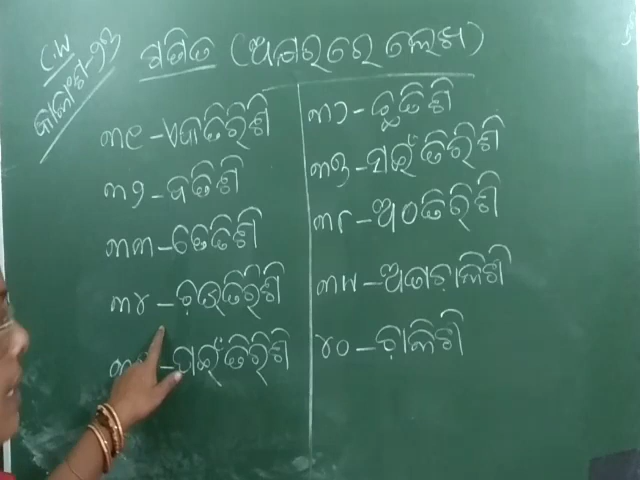 C.W
ଗଣିତ (ଅକ୍ଷରରେ ଲେଖ)
୩୧ – ଏକତିରିଶି
୩୨ – ବତିଶି
୩୩ – ତେତିଶି
୩୪ – ଚଉତିରିଶି
୩୫ – ପଇଁତିରିଶି
୩୬ – ଛତିଶି
୩୭ – ସଇଁତିରିଶି
୩୮ – ଅଠତିରିଶି
୩୯ – ଅଣଚାଳିଶି
୪୦ – ଚାଳିଶି